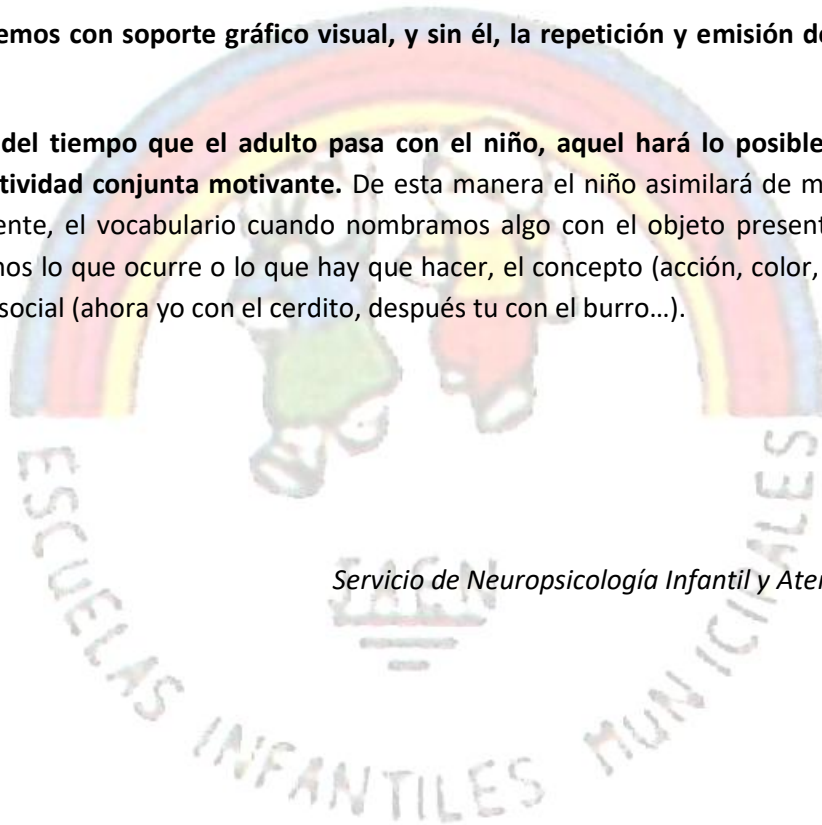 emos con soporte gráfico visual, y sin él, la repetición y emisión de
del tiempo que el adulto pasa con el niño, aquel hará lo posible
tividad conjunta motivante. De esta manera el niño asimilará de m
ente, el vocabulario cuando nombramos algo con el objeto present
nos lo que ocurre o lo que hay que hacer, el concepto (acción, color,
social (ahora yo con el cerdito, después tu con el burro…).
Servicio de Neuropsicología Infantil y Aten
JAEN
ESCUELAS INFANTILES MUNICIPALES